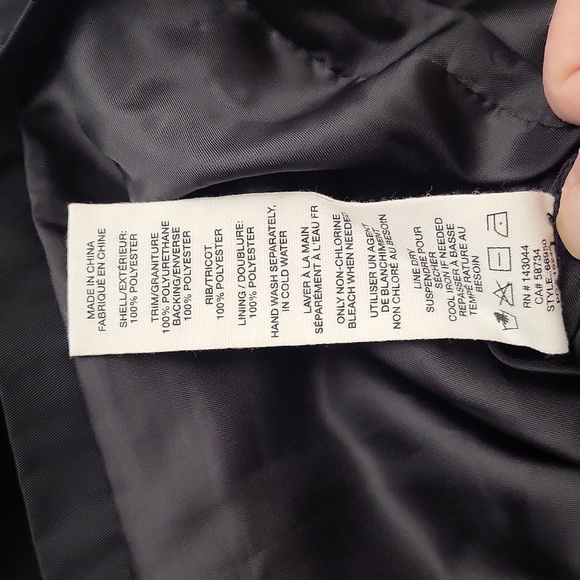 MADE IN CHINA
FABRIQUÉ EN CHINE
SHELL/EXTÉRIEUR:
100% POLYESTER
TRIM/GRANITURE
100% POLYURETHANE
BACKING/ENVERSE
100% POLYESTER
RIB/TRICOT
100% POLYESTER
LINING / DOUBLURE:
100% POLYESTER
HAND WASH SEPARATELY,
IN COLD WATER
LAVER À LA MAIN
SÉPAREMENT À L'EAU FR
ONLY NON-CHLORINE
BLEACH WHEN NEEDED
UTILISER UN AGEN
DE BLANCHIMENT
NON CHLORÉ AU BESOIN
LINE DRY
SUSPENDRE POUR
SÉCHER
COOL IRON IF NEEDED
REPASSER À BASSE
TEMPÉRATURE AU
BESOIN
RN # 143044
CA# 58734
STYLE